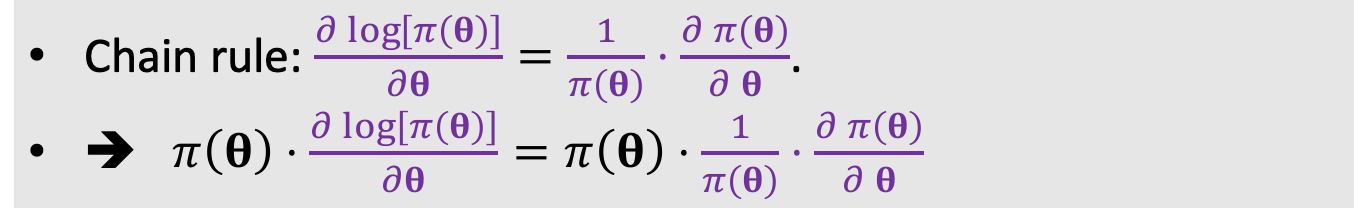 • Chain rule: ∂ log[π(𝛉)] / ∂𝛉 = 1 / π(𝛉) · ∂ π(𝛉) / ∂ 𝛉.
• ➔ π(𝛉) · ∂ log[π(𝛉)] / ∂𝛉 = π(𝛉) · 1 / π(𝛉) · ∂ π(𝛉) / ∂ 𝛉